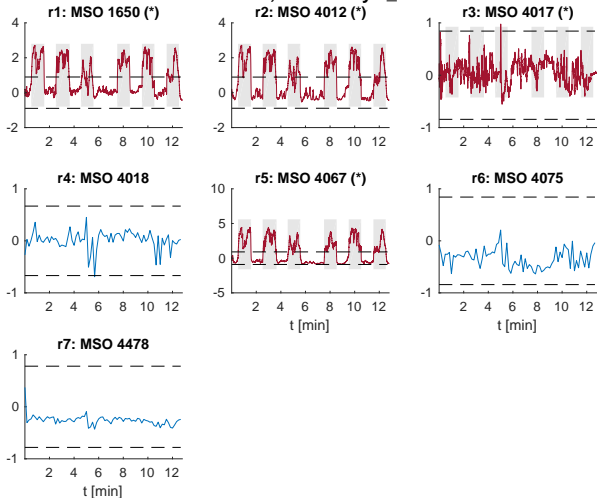 r1: MSO 1650 (*)
r2: MSO 4012 (*)
r3: MSO 4017 (*)
4
2
0
-2
2 4 6 8 10 12
4
2
0
-2
2 4 6 8 10 12
1
0
-1
2 4 6 8 10 12
r4: MSO 4018
r5: MSO 4067 (*)
r6: MSO 4075
1
0
-1
2 4 6 8 10 12
10
5
0
-5
2 4 6 8 10 12
t [min]
1
0
-1
2 4 6 8 10 12
t [min]
r7: MSO 4478
1
0
-1
2 4 6 8 10 12
t [min]